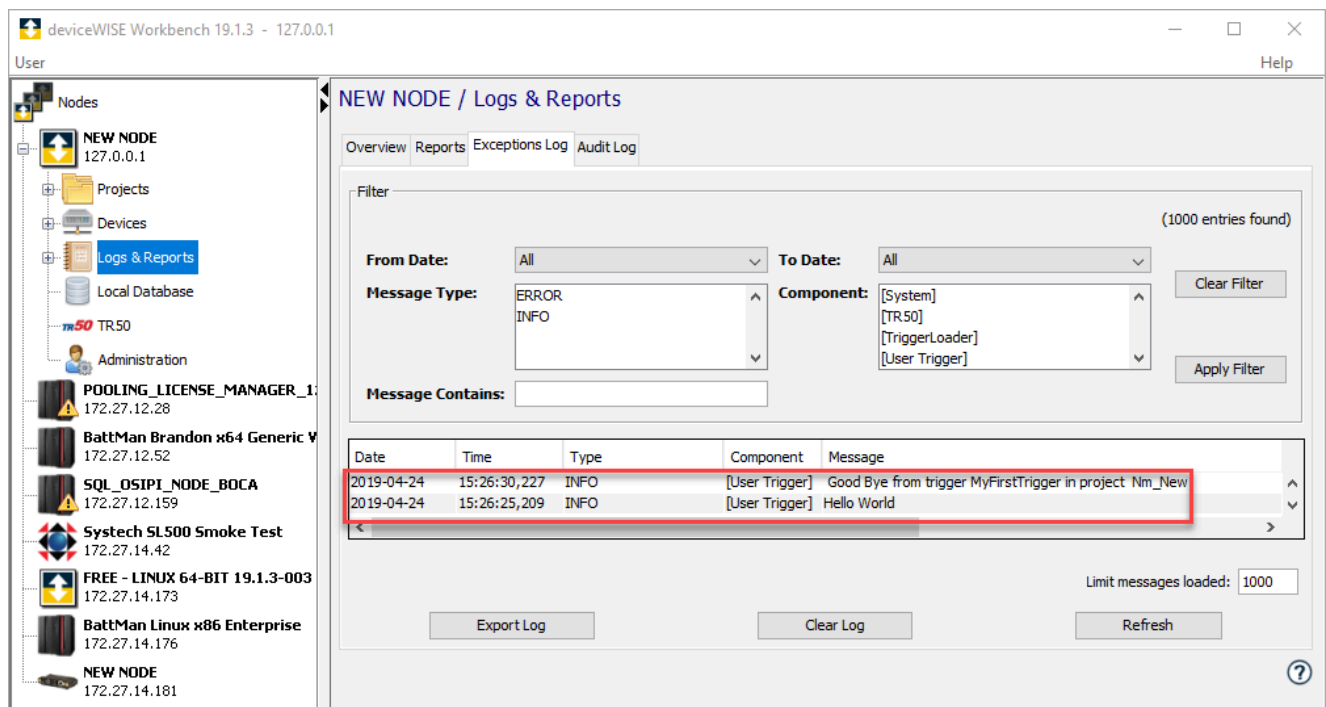 deviceWISE Workbench 19.1.3 - 127.0.0.1
User
Help
Nodes
NEW NODE
127.0.0.1
Projects
Devices
Logs & Reports
Local Database
TR50 TR50
Administration
POOLING_LICENSE_MANAGER_1
172.27.12.28
BattMan Brandon x64 Generic
172.27.12.52
SQL_OSIPI_NODE_BOCA
172.27.12.159
Systech SL500 Smoke Test
172.27.14.42
FREE - LINUX 64-BIT 19.1.3-003
172.27.14.173
BattMan Linux x86 Enterprise
172.27.14.176
NEW NODE
172.27.14.181
NEW NODE / Logs & Reports
Overview Reports Exceptions Log Audit Log
Filter
(1000 entries found)
From Date: All To Date: All
Message Type: Component:
ERROR
INFO
[System]
[TR50]
[TriggerLoader]
[User Trigger]
Clear Filter
Apply Filter
Message Contains:
Date Time Type Component Message
2019-04-24 15:26:30,227 INFO [User Trigger] Good Bye from trigger MyFirstTrigger in project Nm_New
2019-04-24 15:26:25,209 INFO [User Trigger] Hello World
Limit messages loaded: 1000
Export Log Clear Log Refresh
?